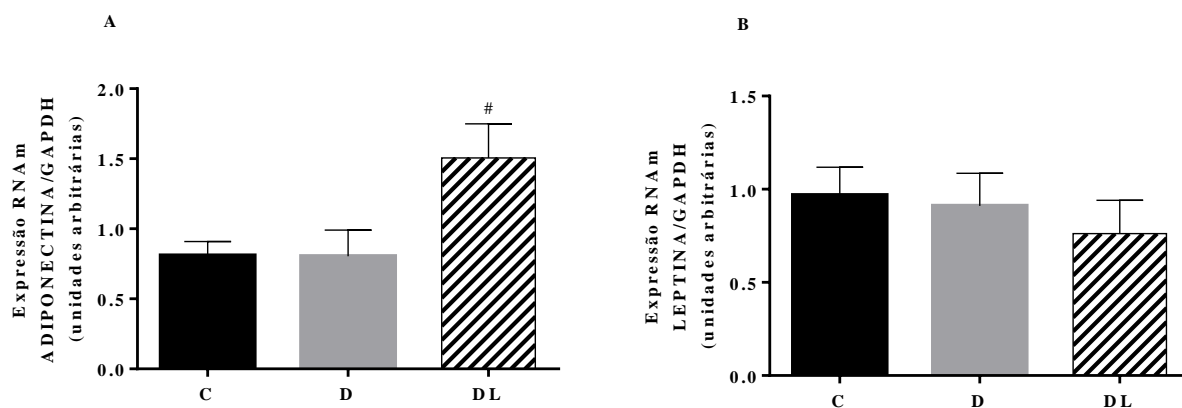 A
Expressão RNAm
ADIPONECTINA/GAPDH
(unidades arbitrárias)
2.0
1.5
1.0
0.5
0.0
#
C
D
DL
B
Expressão RNAm
LEPTINA/GAPDH
(unidades arbitrárias)
1.5
1.0
0.5
0.0
C
D
DL